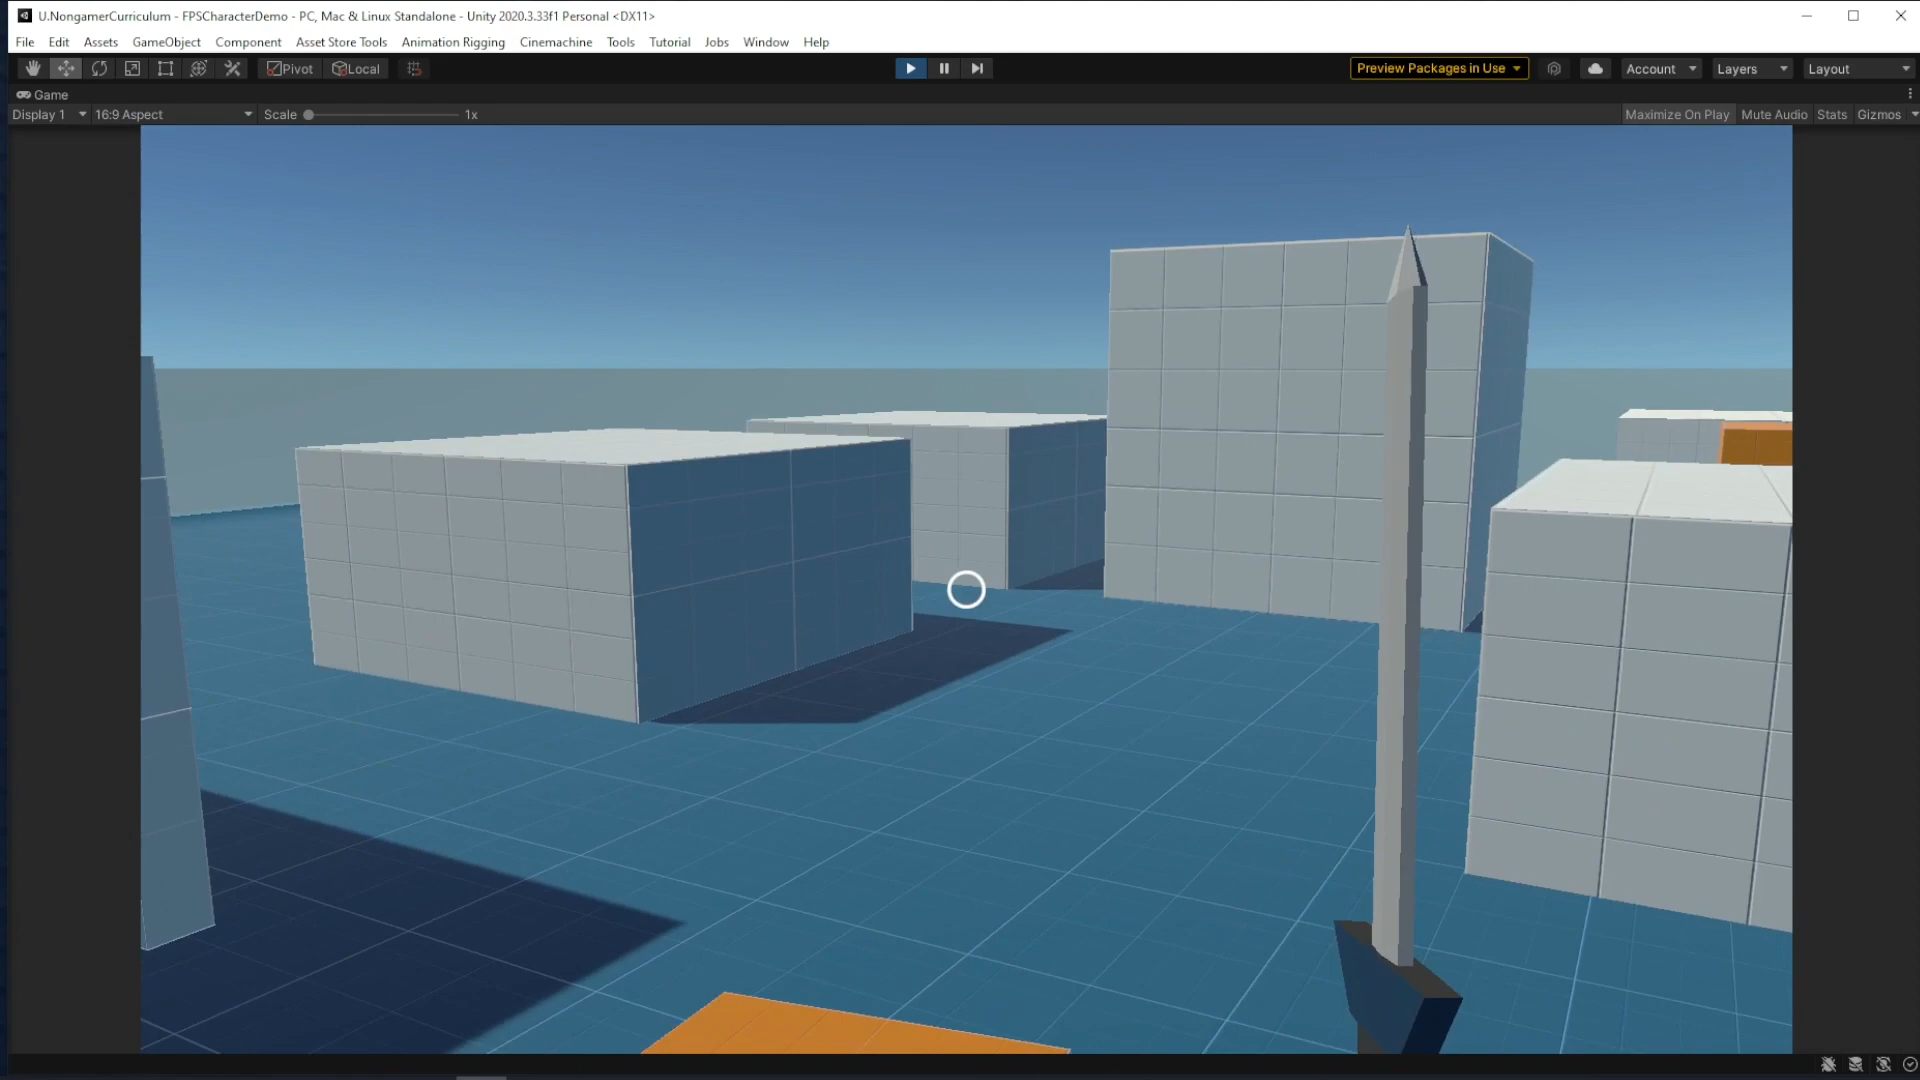 U.NongamerCurriculum - FPSCharacterDemo - PC, Mac & Linux Standalone - Unity 2020.3.33f1 Personal <DX11>
File Edit Assets GameObject Component Asset Store Tools Animation Rigging Cinemachine Tools Tutorial Jobs Window Help
Pivot Local Preview Packages in Use Account Layers Layout
Game
Display 1 16:9 Aspect Scale 1x Maximize On Play Mute Audio Stats Gizmos